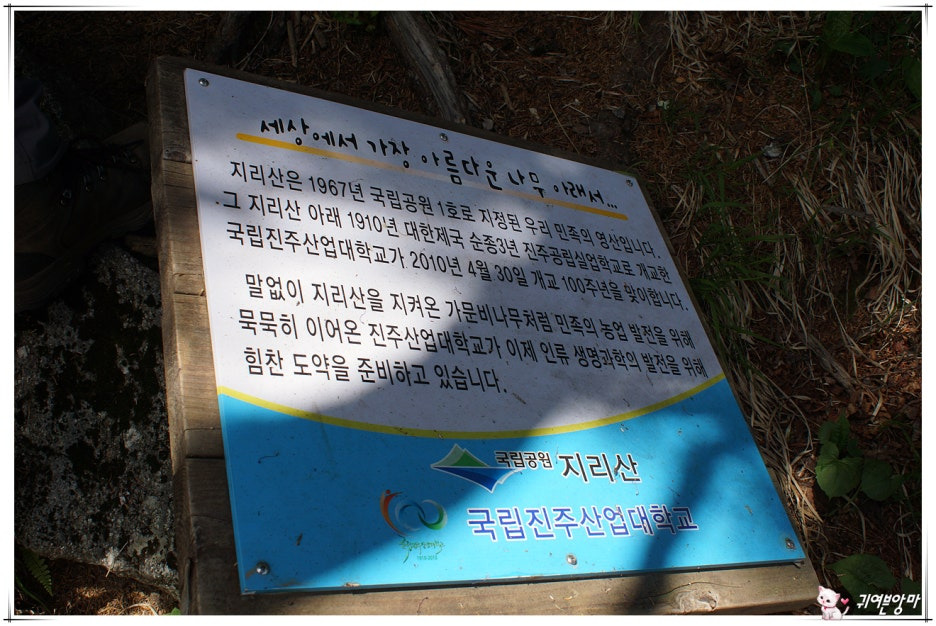 세상에서 가장 아름다운 나무 아래서...
지리산은 1967년 국립공원 1호로 지정된 우리 민족의 영산입니다.
그 지리산 아래 1910년 대한제국 순종3년 진주공립실업학교로 개교한
국립진주산업대학교가 2010년 4월 30일 개교 100주년을 맞이합니다.
말없이 지리산을 지켜온 가문비나무처럼 민족의 농업 발전을 위해
묵묵히 이어온 진주산업대학교가 이제 인류 생명과학의 발전을 위해
힘찬 도약을 준비하고 있습니다.
국립공원 지리산
국립진주산업대학교
1910-2010
귀여븐앙마